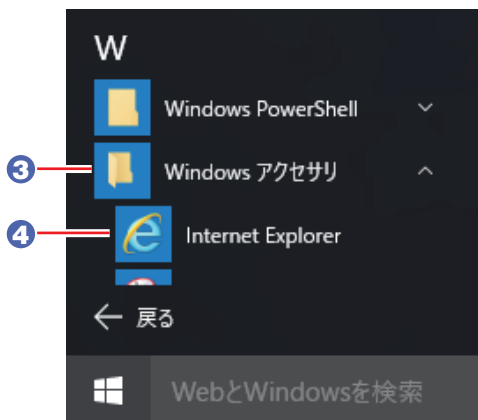 W
Windows PowerShell
3 Windows アクセサリ
4 Internet Explorer
戻る
WebとWindowsを検索